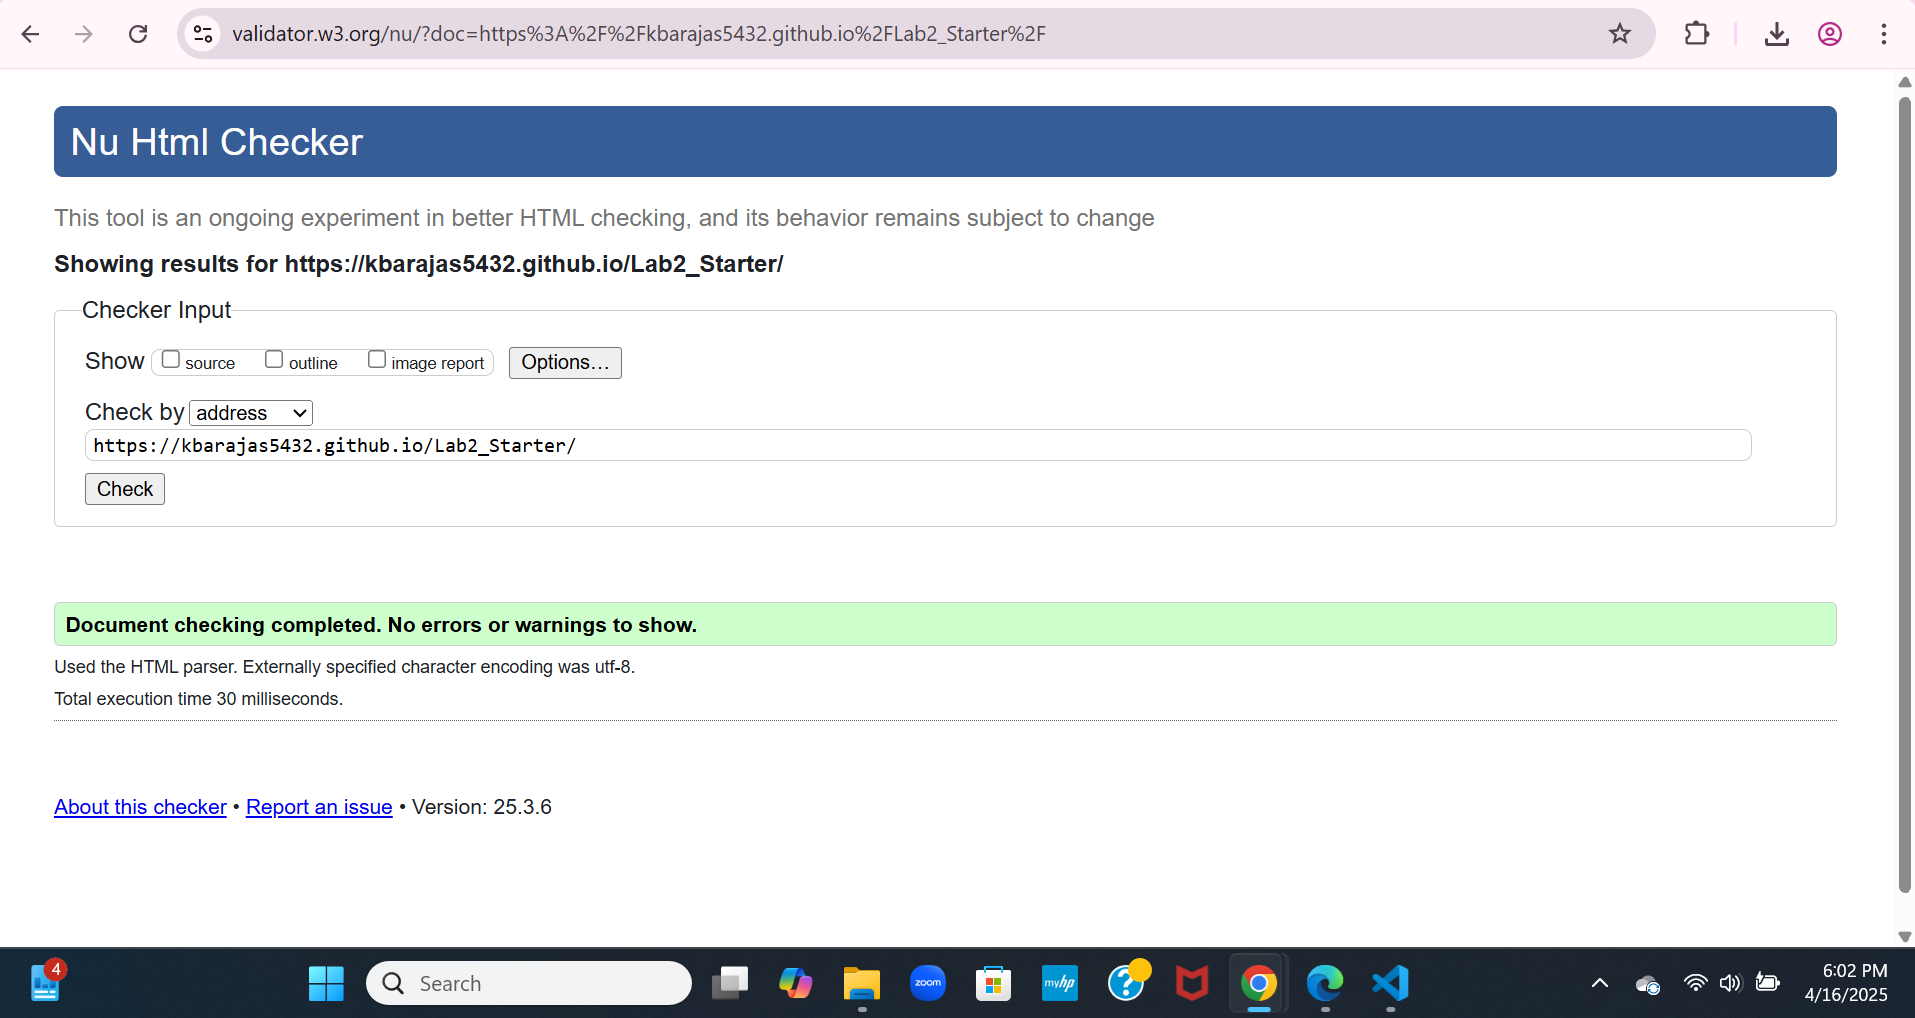 validator.w3.org/nu/?doc=https%3A%2F%2Fkbarajas5432.github.io%2FLab2_Starter%2F
Nu Html Checker
This tool is an ongoing experiment in better HTML checking, and its behavior remains subject to change
Showing results for https://kbarajas5432.github.io/Lab2_Starter/
Checker Input
Show source outline image report Options…
Check by address
https://kbarajas5432.github.io/Lab2_Starter/
Check
Document checking completed. No errors or warnings to show.
Used the HTML parser. Externally specified character encoding was utf-8.
Total execution time 30 milliseconds.
About this checker • Report an issue • Version: 25.3.6
4
Search
zoom
myhp
6:02 PM
4/16/2025